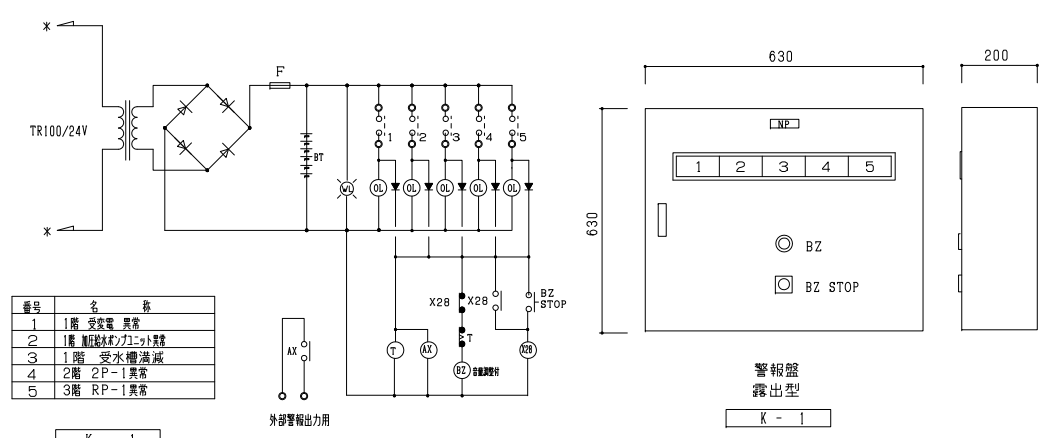 F
TR100/24V
BT
WL
1
2
3
4
5
OL
OL
OL
OL
OL
X28
X28
BZ
STOP
T
T
AX
BZ
音量調整付
X28
AX
外部警報出力用
番号 名 称
1 1階 受変電 異常
2 1階 加圧給水ポンプユニット異常
3 1階 受水槽満減
4 2階 2P-1異常
5 3階 RP-1異常
K - 1
630
200
630
NP
1 2 3 4 5
BZ
BZ STOP
警報盤
露出型
K - 1